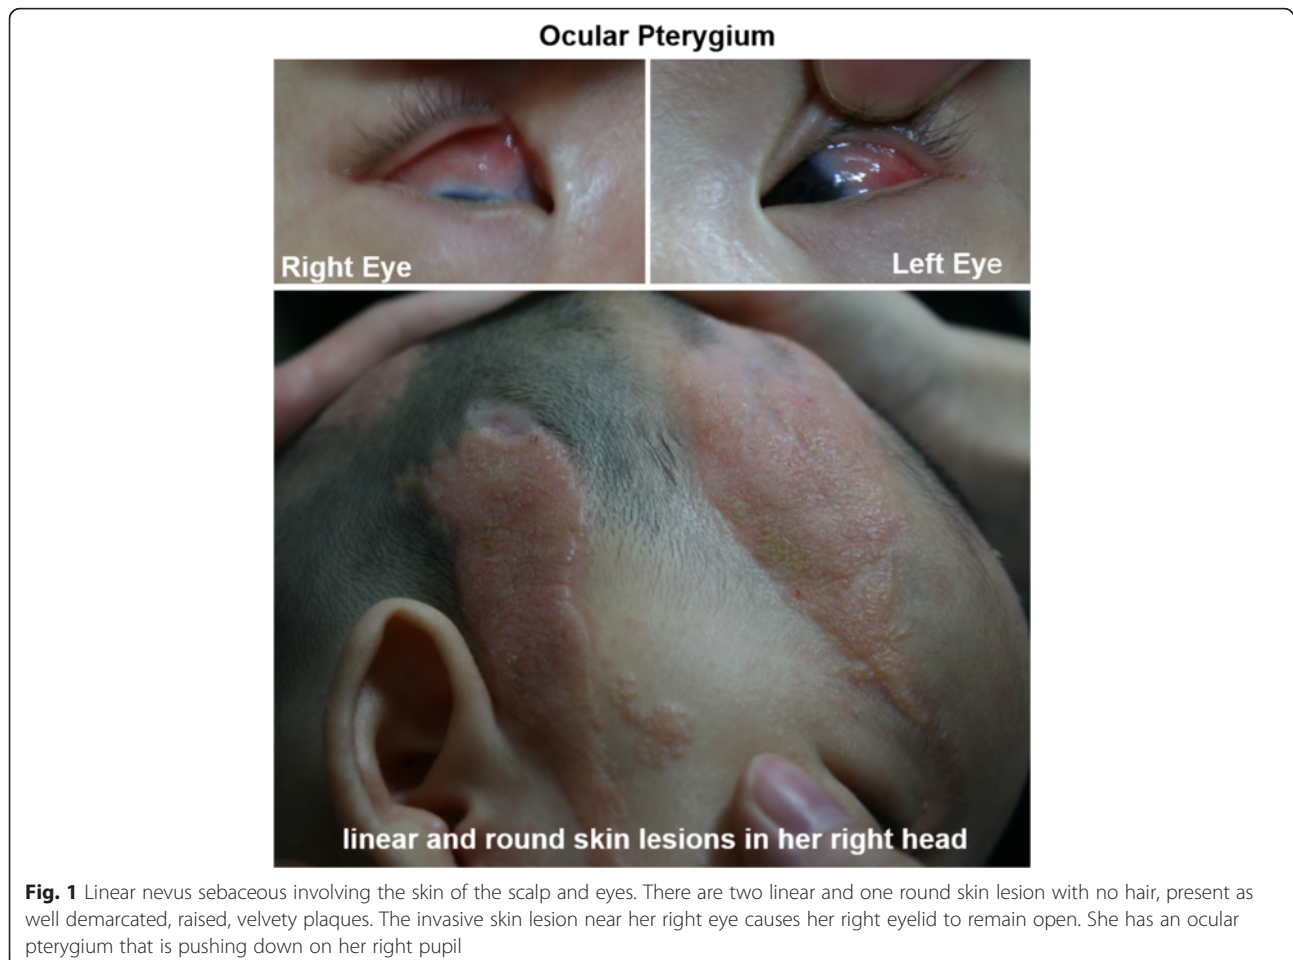 Ocular Pterygium
Right Eye
Left Eye
linear and round skin lesions in her right head
Fig. 1 Linear nevus sebaceous involving the skin of the scalp and eyes. There are two linear and one round skin lesion with no hair, present as
well demarcated, raised, velvety plaques. The invasive skin lesion near her right eye causes her right eyelid to remain open. She has an ocular
pterygium that is pushing down on her right pupil